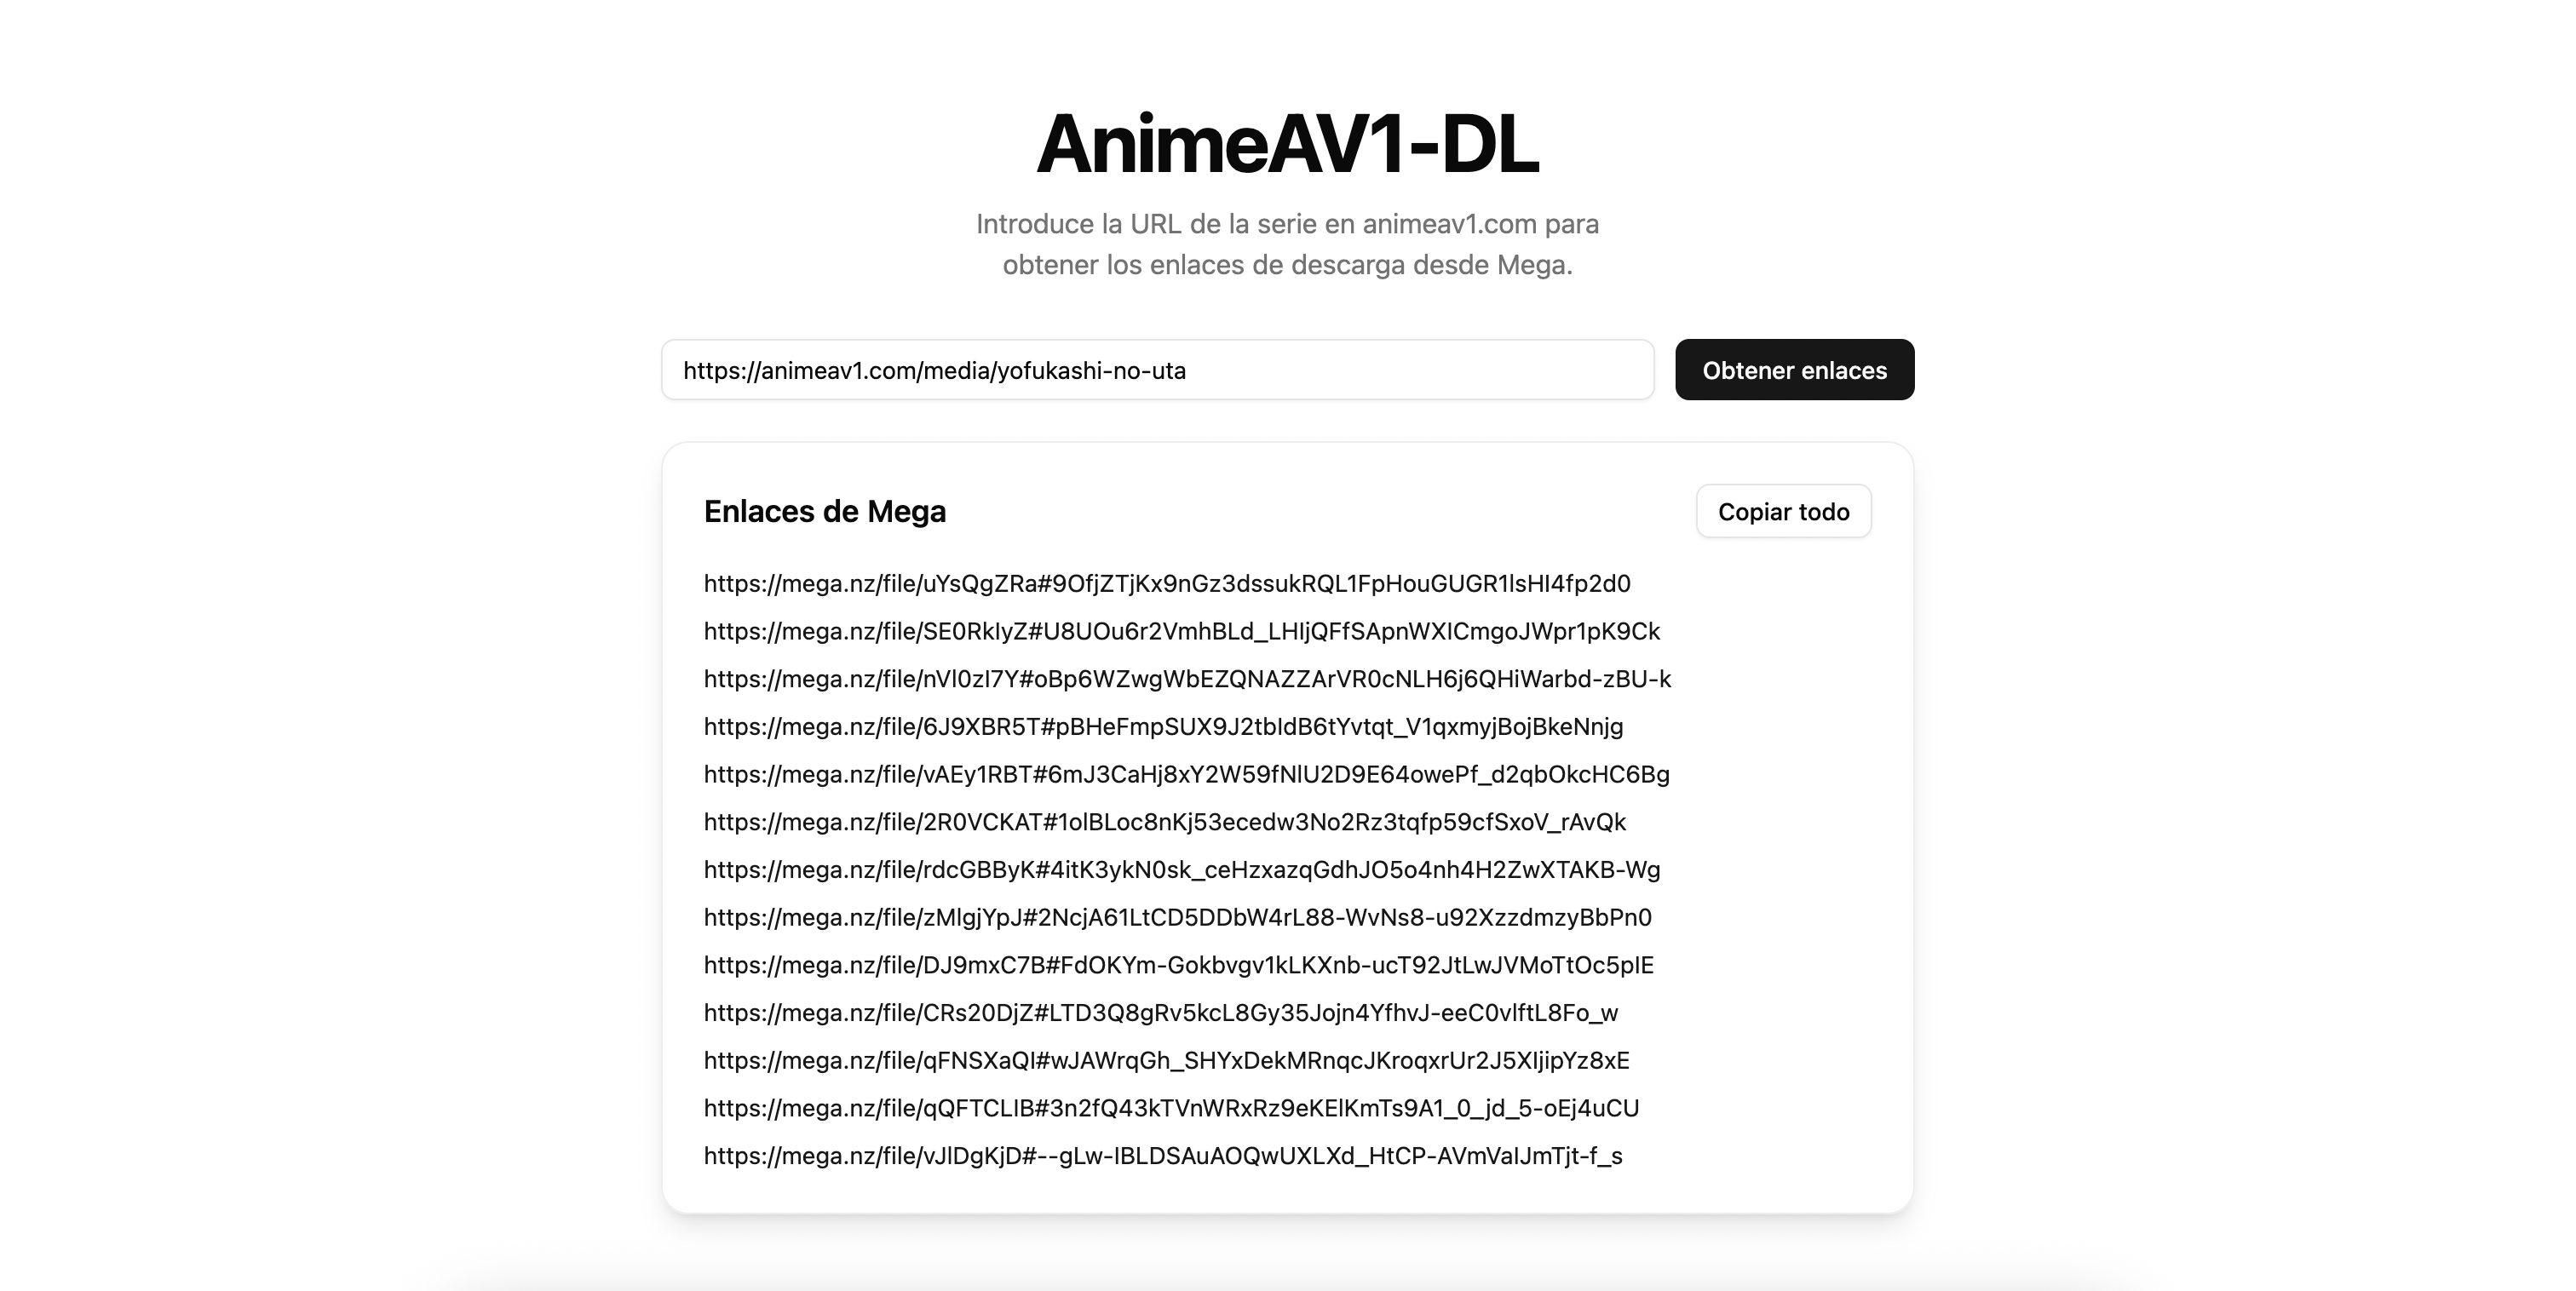 AnimeAV1-DL
Introduce la URL de la serie en animeav1.com para
obtener los enlaces de descarga desde Mega.
https://animeav1.com/media/yofukashi-no-uta
Obtener enlaces
Enlaces de Mega
Copiar todo
https://mega.nz/file/uYsQgZRa#9OfjZTjKx9nGz3dssukRQL1FpHouGUGR1lsHI4fp2d0
https://mega.nz/file/SE0RkIyZ#U8UOu6r2VmhBLd_LHIjQFfSApnWXICmgoJWpr1pK9Ck
https://mega.nz/file/nVl0zI7Y#oBp6WZwgWbEZQNAZZArVR0cNLH6j6QHiWarbd-zBU-k
https://mega.nz/file/6J9XBR5T#pBHeFmpSUX9J2tbIdB6tYvtqt_V1qxmyjBojBkeNnjg
https://mega.nz/file/vAEy1RBT#6mJ3CaHj8xY2W59fNlU2D9E64owePf_d2qbOkcHC6Bg
https://mega.nz/file/2R0VCKAT#1olBLoc8nKj53ecedw3No2Rz3tqfp59cfSxoV_rAvQk
https://mega.nz/file/rdcGBByK#4itK3ykN0sk_ceHzxazqGdhJO5o4nh4H2ZwXTAKB-Wg
https://mega.nz/file/zMlgjYpJ#2NcjA61LtCD5DDbW4rL88-WvNs8-u92XzzdmzyBbPn0
https://mega.nz/file/DJ9mxC7B#FdOKYm-Gokbvgv1kLKXnb-ucT92JtLwJVMoTtOc5pIE
https://mega.nz/file/CRs20DjZ#LTD3Q8gRv5kcL8Gy35Jojn4YfhvJ-eeC0vlftL8Fo_w
https://mega.nz/file/qFNSXaQI#wJAWrqGh_SHYxDekMRnqcJKroqxrUr2J5XIjipYz8xE
https://mega.nz/file/qQFTCLIB#3n2fQ43kTVnWRxRz9eKElKmTs9A1_0_jd_5-oEj4uCU
https://mega.nz/file/vJlDgKjD#--gLw-IBLDSAuAOQwUXLXd_HtCP-AVmVaIJmTjt-f_s